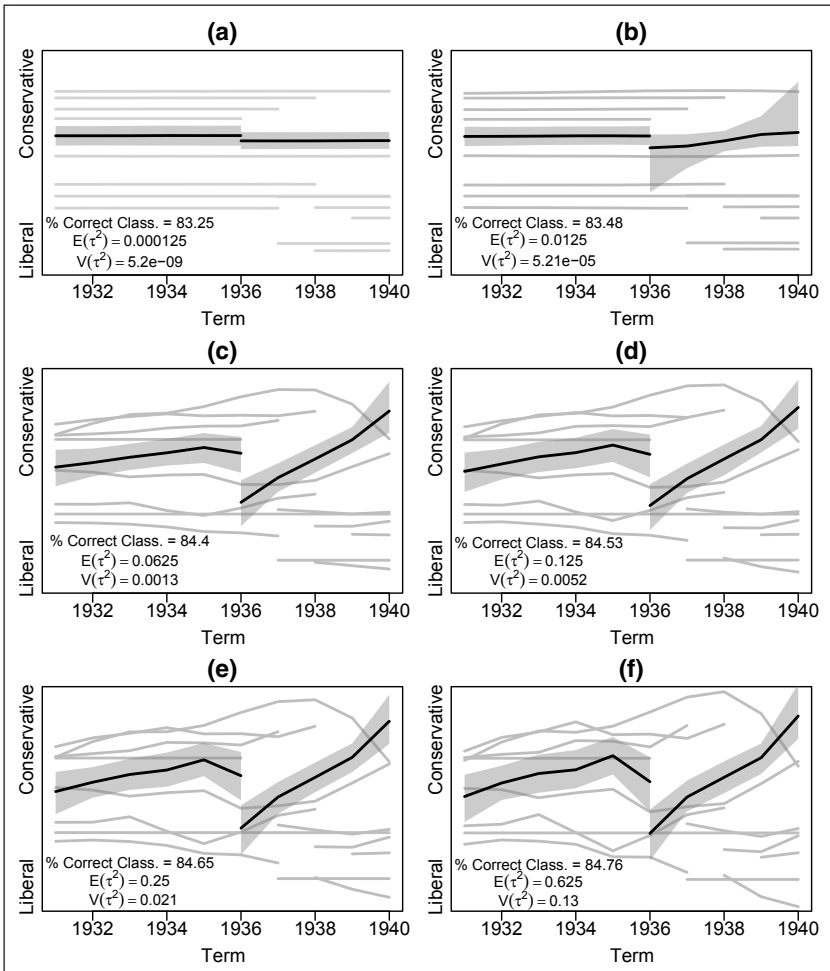 (a)
Conservative
Liberal
% Correct Class. = 83.25
E(τ²) = 0.000125
V(τ²) = 5.2e−09
1932 1934 1936 1938 1940
Term
(b)
Conservative
Liberal
% Correct Class. = 83.48
E(τ²) = 0.0125
V(τ²) = 5.21e−05
1932 1934 1936 1938 1940
Term
(c)
Conservative
Liberal
% Correct Class. = 84.4
E(τ²) = 0.0625
V(τ²) = 0.0013
1932 1934 1936 1938 1940
Term
(d)
Conservative
Liberal
% Correct Class. = 84.53
E(τ²) = 0.125
V(τ²) = 0.0052
1932 1934 1936 1938 1940
Term
(e)
Conservative
Liberal
% Correct Class. = 84.65
E(τ²) = 0.25
V(τ²) = 0.021
1932 1934 1936 1938 1940
Term
(f)
Conservative
Liberal
% Correct Class. = 84.76
E(τ²) = 0.625
V(τ²) = 0.13
1932 1934 1936 1938 1940
Term